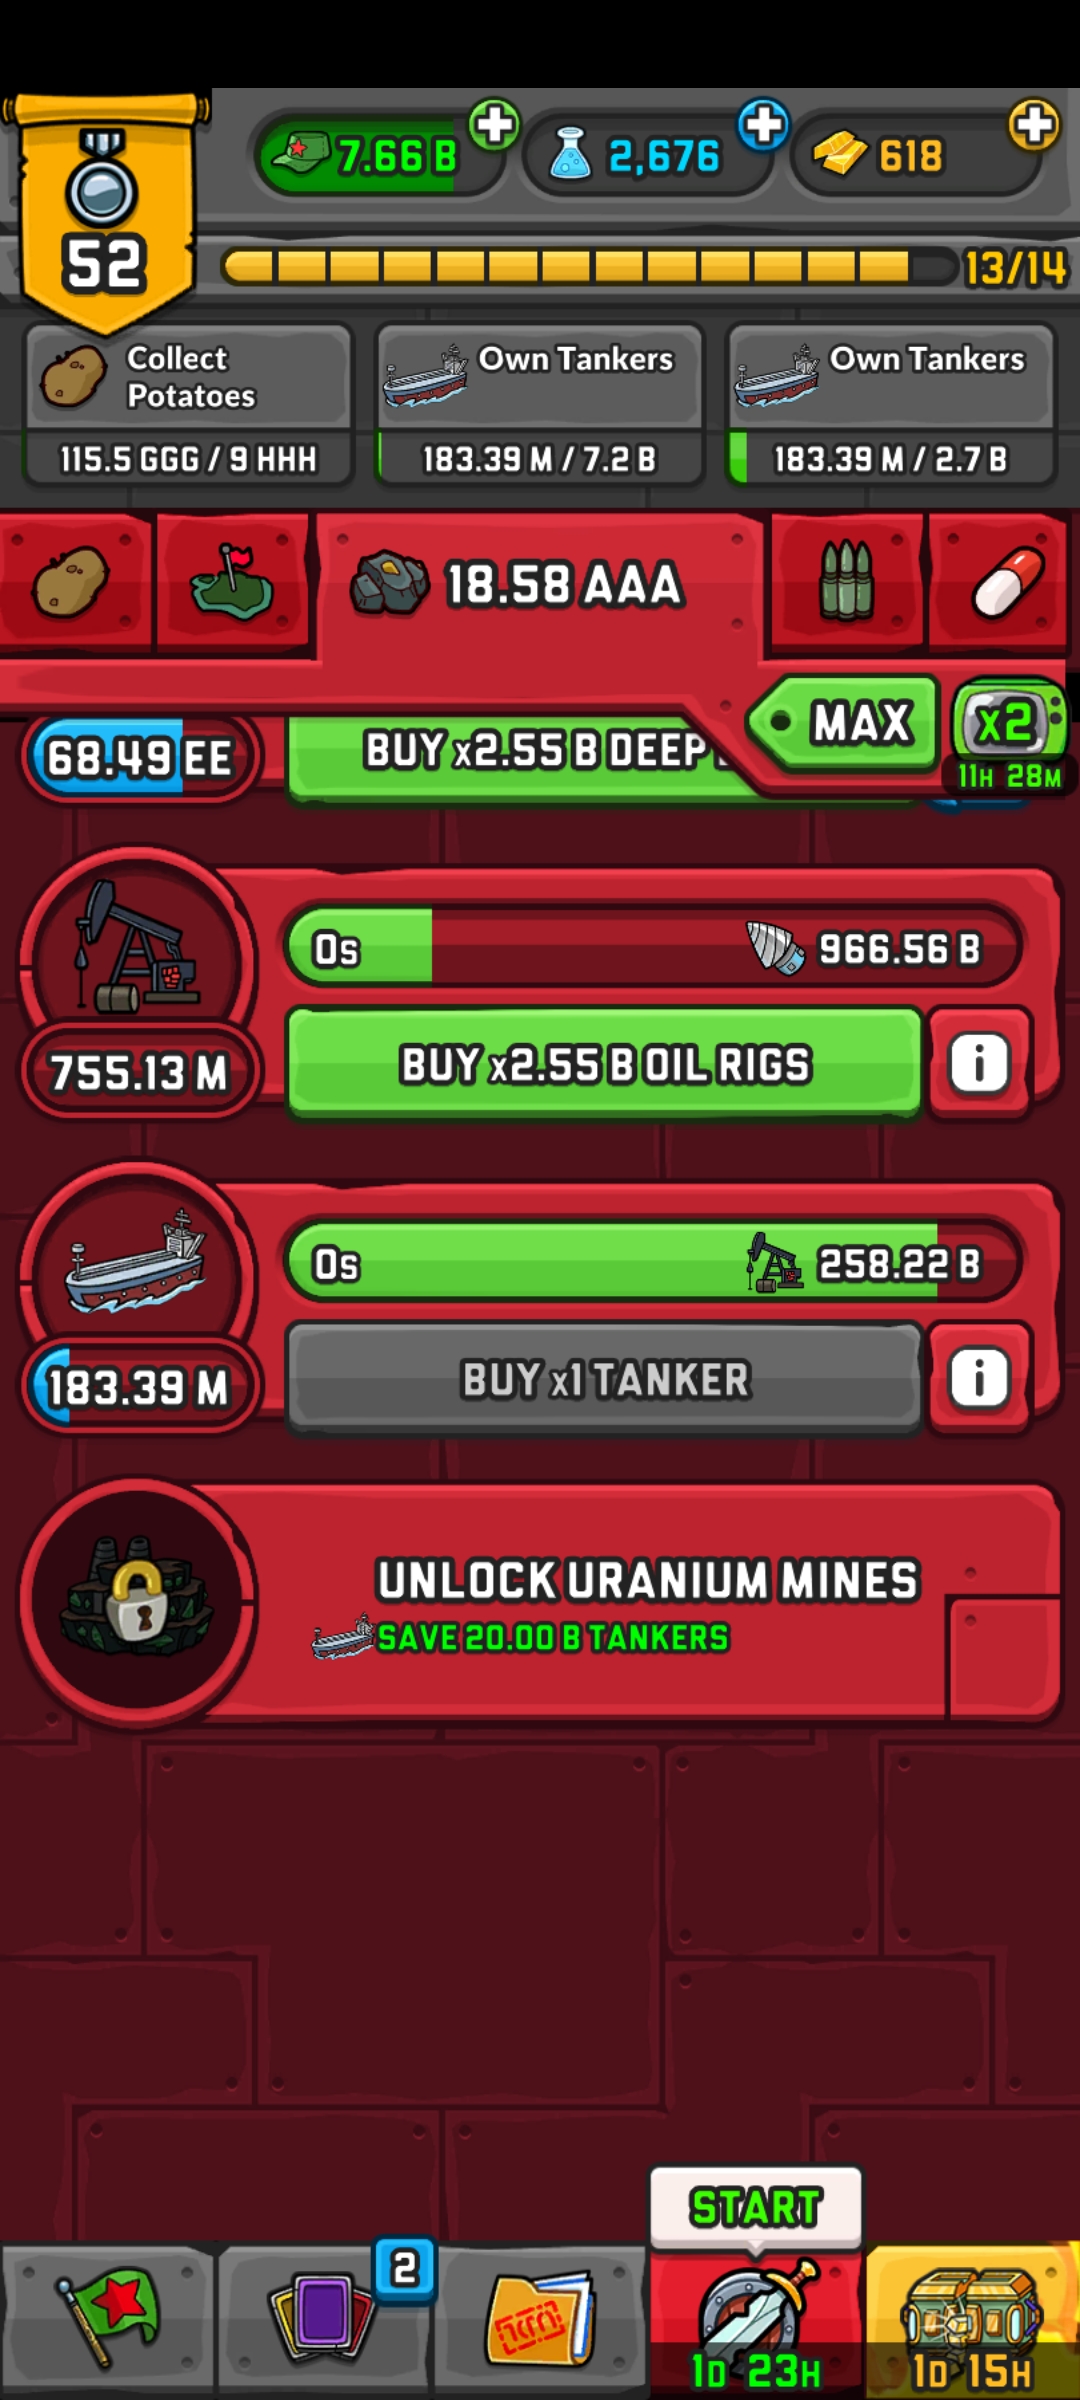 7.66 B
2,676
618
52
13/14
Collect
Potatoes
115.5 GGG / 9 HHH
Own Tankers
183.39 M / 7.2 B
Own Tankers
183.39 M / 2.7 B
18.58 AAA
MAX
x2
11H 28M
68.49 EE
BUY x2.55 B DEEP
0s
966.56 B
755.13 M
BUY x2.55 B OIL RIGS
i
0s
258.22 B
183.39 M
BUY x1 TANKER
i
UNLOCK URANIUM MINES
SAVE 20.00 B TANKERS
START
2
1D 23H
1D 15H